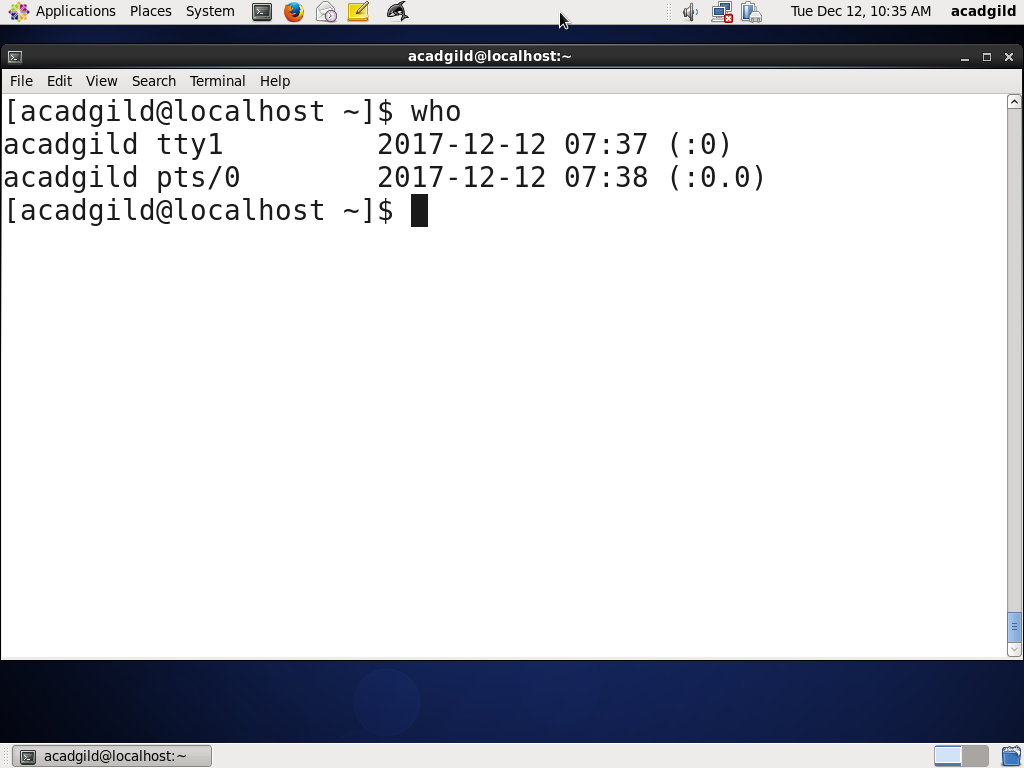 Applications Places System Tue Dec 12, 10:35 AM acadgild
acadgild@localhost:~
File Edit View Search Terminal Help
[acadgild@localhost ~]$ who
acadgild tty1         2017-12-12 07:37 (:0)
acadgild pts/0        2017-12-12 07:38 (:0.0)
[acadgild@localhost ~]$
acadgild@localhost:~